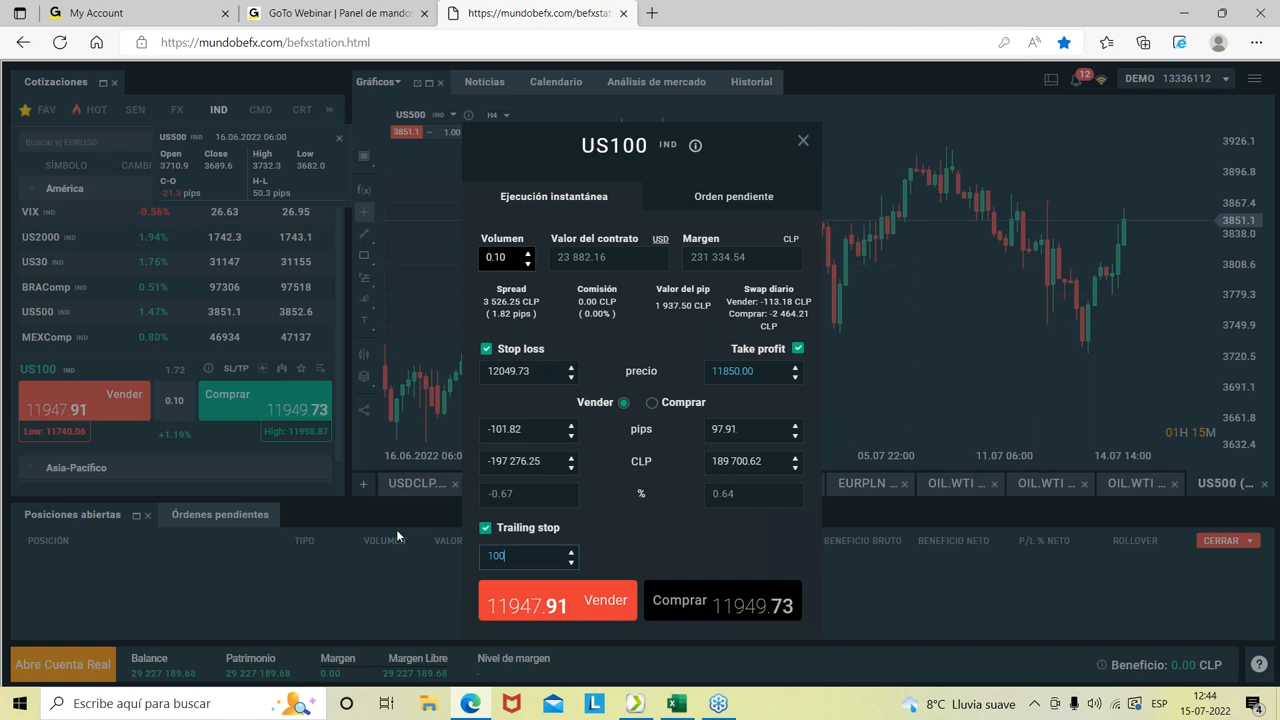 My Account
GoTo Webinar | Panel de mandos
https://mundobefx.com/befxstat
https://mundobefx.com/befxstation.html
Cotizaciones
Gráficos
Noticias
Calendario
Análisis de mercado
Historial
12
DEMO 13336112
FAV
HOT
SEN
FX
IND
CMD
CRT
Buscar ej EURUSD
SÍMBOLO
CAMBI
US500 IND 16.06.2022 06:00
Open Close High Low
3710.9 3689.6 3732.3 3682.0
C-O H-L
-21.3 pips 50.3 pips
América
VIX IND -0.56% 26.63 26.95
US2000 IND 1.94% 1742.3 1743.1
US30 IND 1.76% 31147 31155
BRAComp IND 0.51% 97306 97518
US500 IND 1.47% 3851.1 3852.6
MEXComp IND 0.80% 46934 47137
US100 IND 1.72 SL/TP
Vender
11947.91
0.10
Comprar
11949.73
Low: 11740.06
+1.19%
High: 11998.87
Asia-Pacífico
US500 IND H4
3851.1 1.00
3926.1
3896.8
3867.4
3851.1
3838.0
3808.6
3779.3
3749.9
3720.5
3691.1
3661.8
3632.4
01H 15M
16.06.2022 06:00
05.07 22:00
11.07 06:00
14.07 14:00
USDCLP...
EURPLN ...
OIL.WTI ...
OIL.WTI ...
OIL.WTI ...
US500 (...
US100 IND
Ejecución instantánea
Orden pendiente
Volumen Valor del contrato USD Margen CLP
0.10 23 882.16 231 334.54
Spread Comisión Valor del pip Swap diario
3 526.25 CLP 0.00 CLP 1 937.50 CLP Vender: -113.18 CLP
( 1.82 pips ) ( 0.00% ) Comprar: -2 464.21
CLP
Stop loss
Take profit
12049.73 precio 11850.00
Vender Comprar
-101.82 pips 97.91
-197 276.25 CLP 189 700.62
-0.67 % 0.64
Trailing stop
100
11947.91 Vender
Comprar 11949.73
Posiciones abiertas
Órdenes pendientes
POSICIÓN
TIPO
VOLUMEN
VALOR
BENEFICIO BRUTO
BENEFICIO NETO
P/L % NETO
ROLLOVER
CERRAR
Abre Cuenta Real
Balance Patrimonio Margen Margen Libre Nivel de margen
29 227 189.68 29 227 189.68 0.00 29 227 189.68 -
Beneficio: 0.00 CLP
Escribe aquí para buscar
8°C Lluvia suave
ESP
12:44
15-07-2022
4